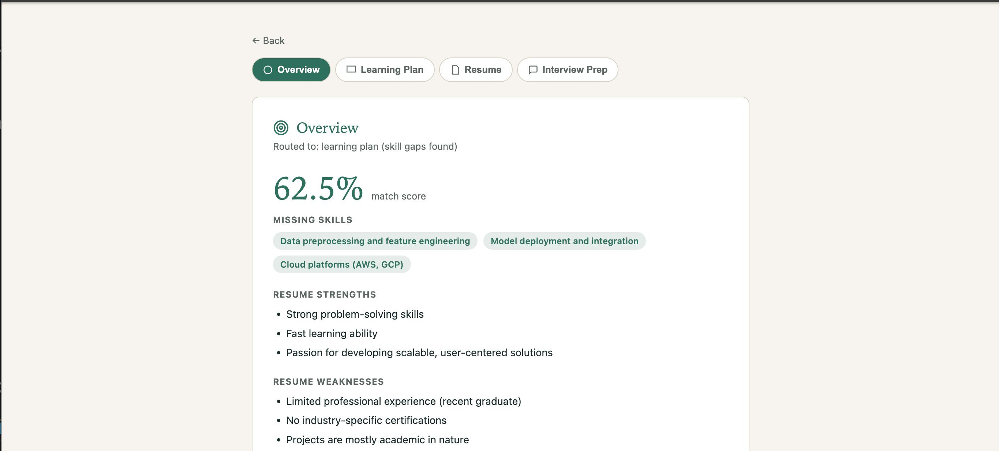 ← Back
Overview Learning Plan Resume Interview Prep
Overview
Routed to: learning plan (skill gaps found)
62.5% match score
MISSING SKILLS
Data preprocessing and feature engineering Model deployment and integration
Cloud platforms (AWS, GCP)
RESUME STRENGTHS
• Strong problem-solving skills
• Fast learning ability
• Passion for developing scalable, user-centered solutions
RESUME WEAKNESSES
• Limited professional experience (recent graduate)
• No industry-specific certifications
• Projects are mostly academic in nature